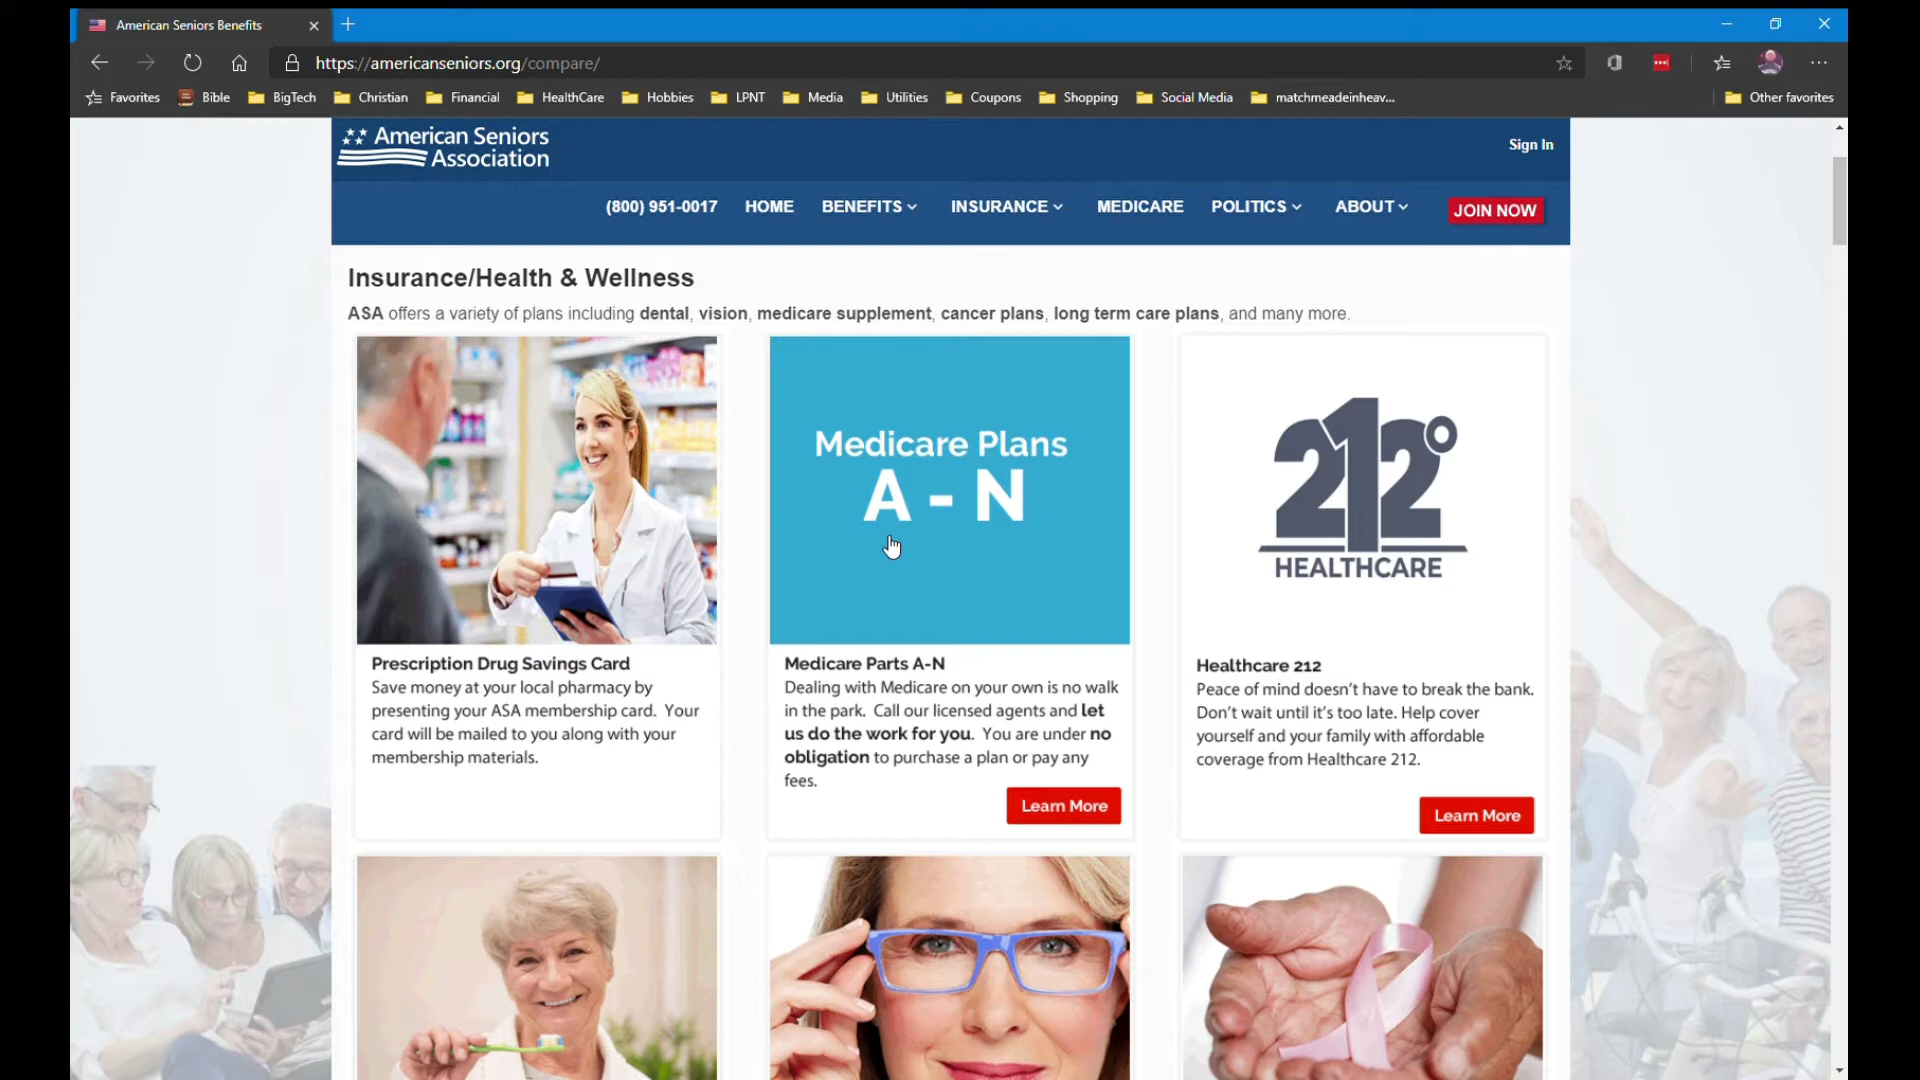 American Seniors Benefits
https://americanseniors.org/compare/
Favorites Bible BigTech Christian Financial HealthCare Hobbies LPNT Media Utilities Coupons Shopping Social Media matchmeadeinheav... Other favorites
American Seniors
Association
Sign In
(800) 951-0017 HOME BENEFITS INSURANCE MEDICARE POLITICS ABOUT JOIN NOW
Insurance/Health & Wellness
ASA offers a variety of plans including dental, vision, medicare supplement, cancer plans, long term care plans, and many more.
Medicare Plans
A - N
212°
HEALTHCARE
Prescription Drug Savings Card
Save money at your local pharmacy by
presenting your ASA membership card. Your
card will be mailed to you along with your
membership materials.
Medicare Parts A-N
Dealing with Medicare on your own is no walk
in the park. Call our licensed agents and let
us do the work for you. You are under no
obligation to purchase a plan or pay any
fees.
Learn More
Healthcare 212
Peace of mind doesn't have to break the bank.
Don't wait until it's too late. Help cover
yourself and your family with affordable
coverage from Healthcare 212.
Learn More